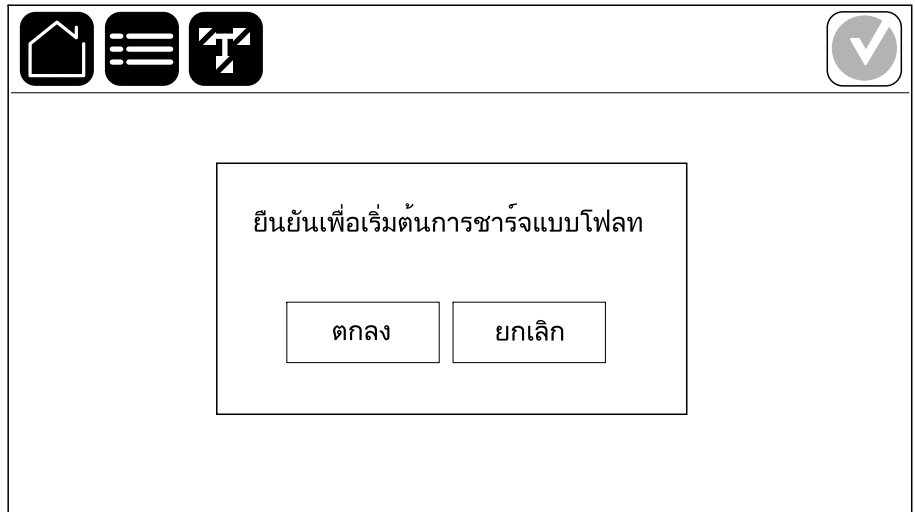 ยืนยันเพื่อเริ่มต้นการชาร์จแบบโฟลท
ตกลง
ยกเลิก